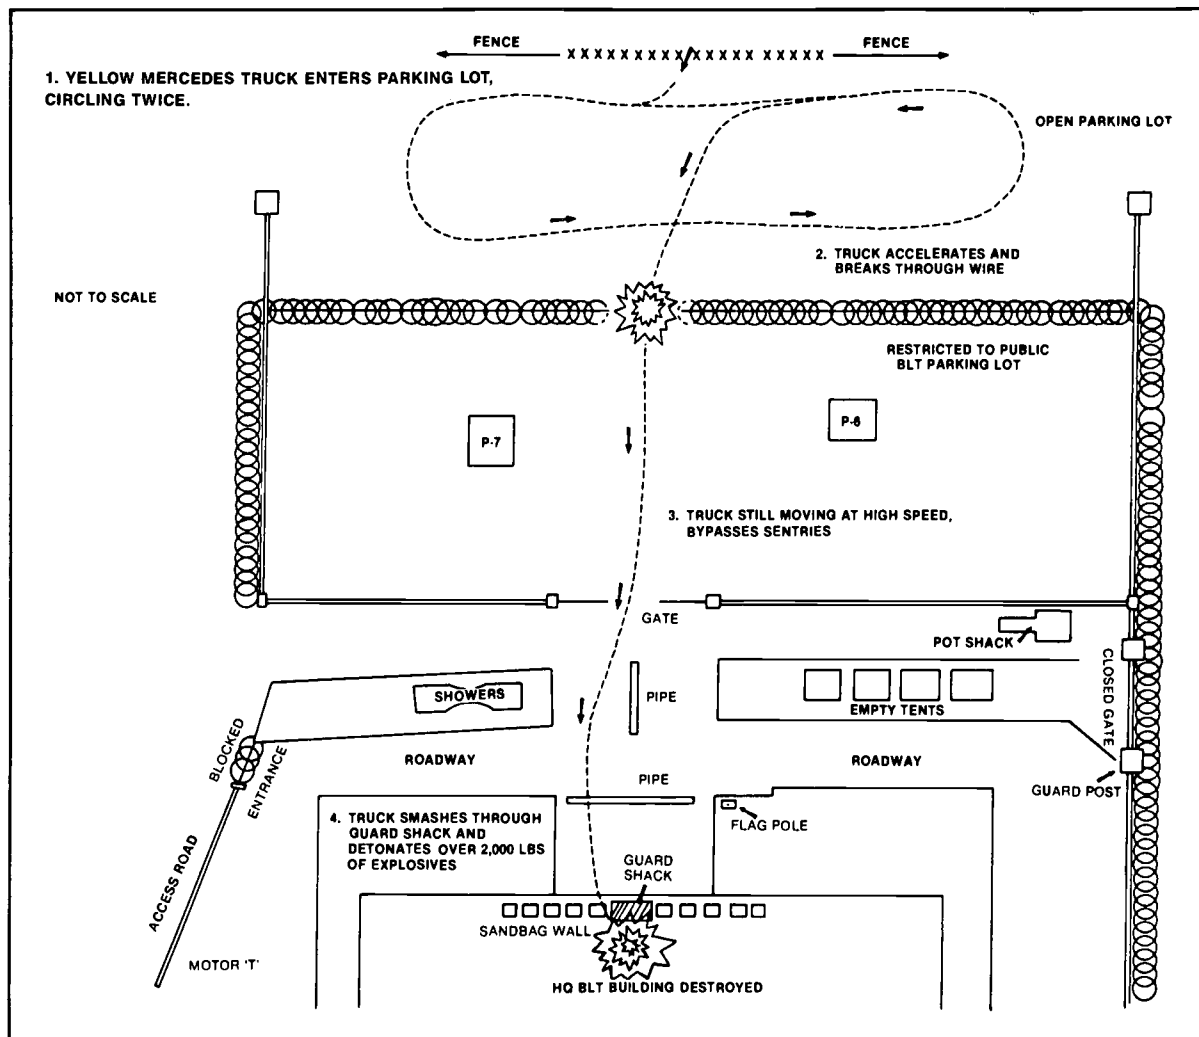 FENCE
XXXXXXXXXXXXXXX XXXXX
FENCE
1. YELLOW MERCEDES TRUCK ENTERS PARKING LOT,
CIRCLING TWICE.
OPEN PARKING LOT
2. TRUCK ACCELERATES AND
BREAKS THROUGH WIRE
NOT TO SCALE
RESTRICTED TO PUBLIC
BLT PARKING LOT
P-7
P-6
3. TRUCK STILL MOVING AT HIGH SPEED,
BYPASSES SENTRIES
GATE
POT SHACK
CLOSED GATE
SHOWERS
PIPE
EMPTY TENTS
BLOCKED
ENTRANCE
ROADWAY
ROADWAY
PIPE
GUARD POST
FLAG POLE
4. TRUCK SMASHES THROUGH
GUARD SHACK AND
DETONATES OVER 2,000 LBS
OF EXPLOSIVES
GUARD
SHACK
ACCESS ROAD
SANDBAG WALL
MOTOR 'T'
HQ BLT BUILDING DESTROYED